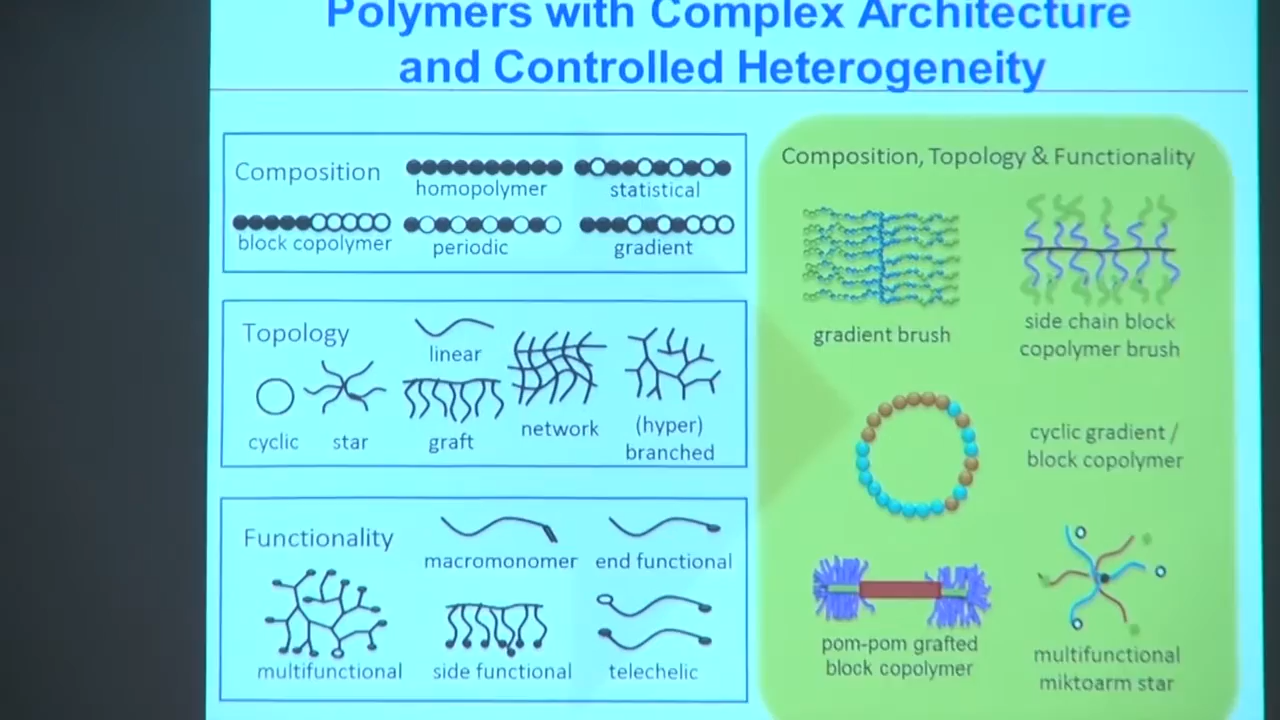 Polymers with Complex Architecture
and Controlled Heterogeneity
Composition
homopolymer
statistical
block copolymer
periodic
gradient
Topology
linear
cyclic
star
graft
network
(hyper)
branched
Functionality
macromonomer
end functional
multifunctional
side functional
telechelic
Composition, Topology & Functionality
gradient brush
side chain block
copolymer brush
cyclic gradient /
block copolymer
pom-pom grafted
block copolymer
multifunctional
miktoarm star